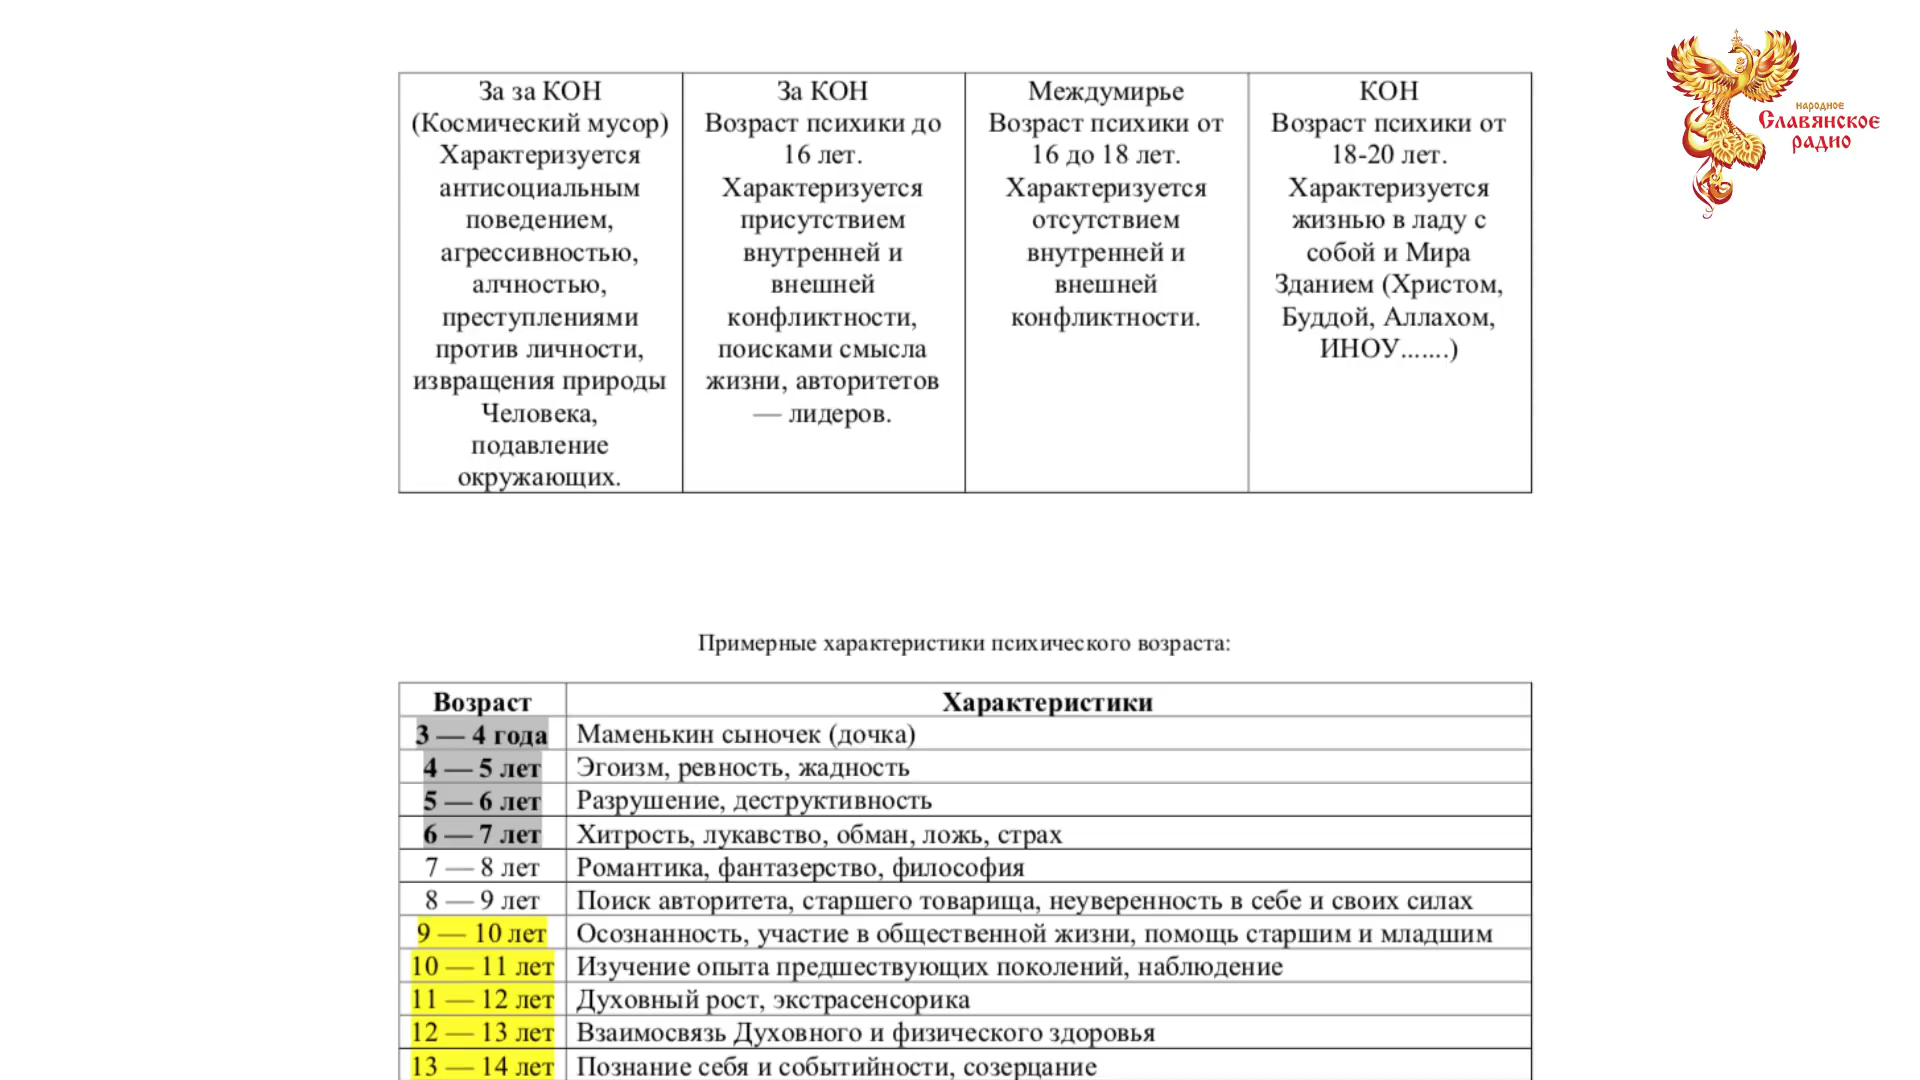 За за КОН
(Космический мусор)
Характеризуется
антисоциальным
поведением,
агрессивностью,
алчностью,
преступлениями
против личности,
извращения природы
Человека,
подавление
окружающих.
За КОН
Возраст психики до
16 лет.
Характеризуется
присутствием
внутренней и
внешней
конфликтности,
поисками смысла
жизни, авторитетов
— лидеров.
Междумирье
Возраст психики от
16 до 18 лет.
Характеризуется
отсутствием
внутренней и
внешней
конфликтности.
КОН
Возраст психики от
18-20 лет.
Характеризуется
жизнью в ладу с
собой и Мира
Зданием (Христом,
Буддой, Аллахом,
ИНОУ.......)
народное
Славянское
радио
Примерные характеристики психического возраста:
Возраст Характеристики
3 — 4 года Маменькин сыночек (дочка)
4 — 5 лет Эгоизм, ревность, жадность
5 — 6 лет Разрушение, деструктивность
6 — 7 лет Хитрость, лукавство, обман, ложь, страх
7 — 8 лет Романтика, фантазерство, философия
8 — 9 лет Поиск авторитета, старшего товарища, неуверенность в себе и своих силах
9 — 10 лет Осознанность, участие в общественной жизни, помощь старшим и младшим
10 — 11 лет Изучение опыта предшествующих поколений, наблюдение
11 — 12 лет Духовный рост, экстрасенсорика
12 — 13 лет Взаимосвязь Духовного и физического здоровья
13 — 14 лет Познание себя и событийности, созерцание